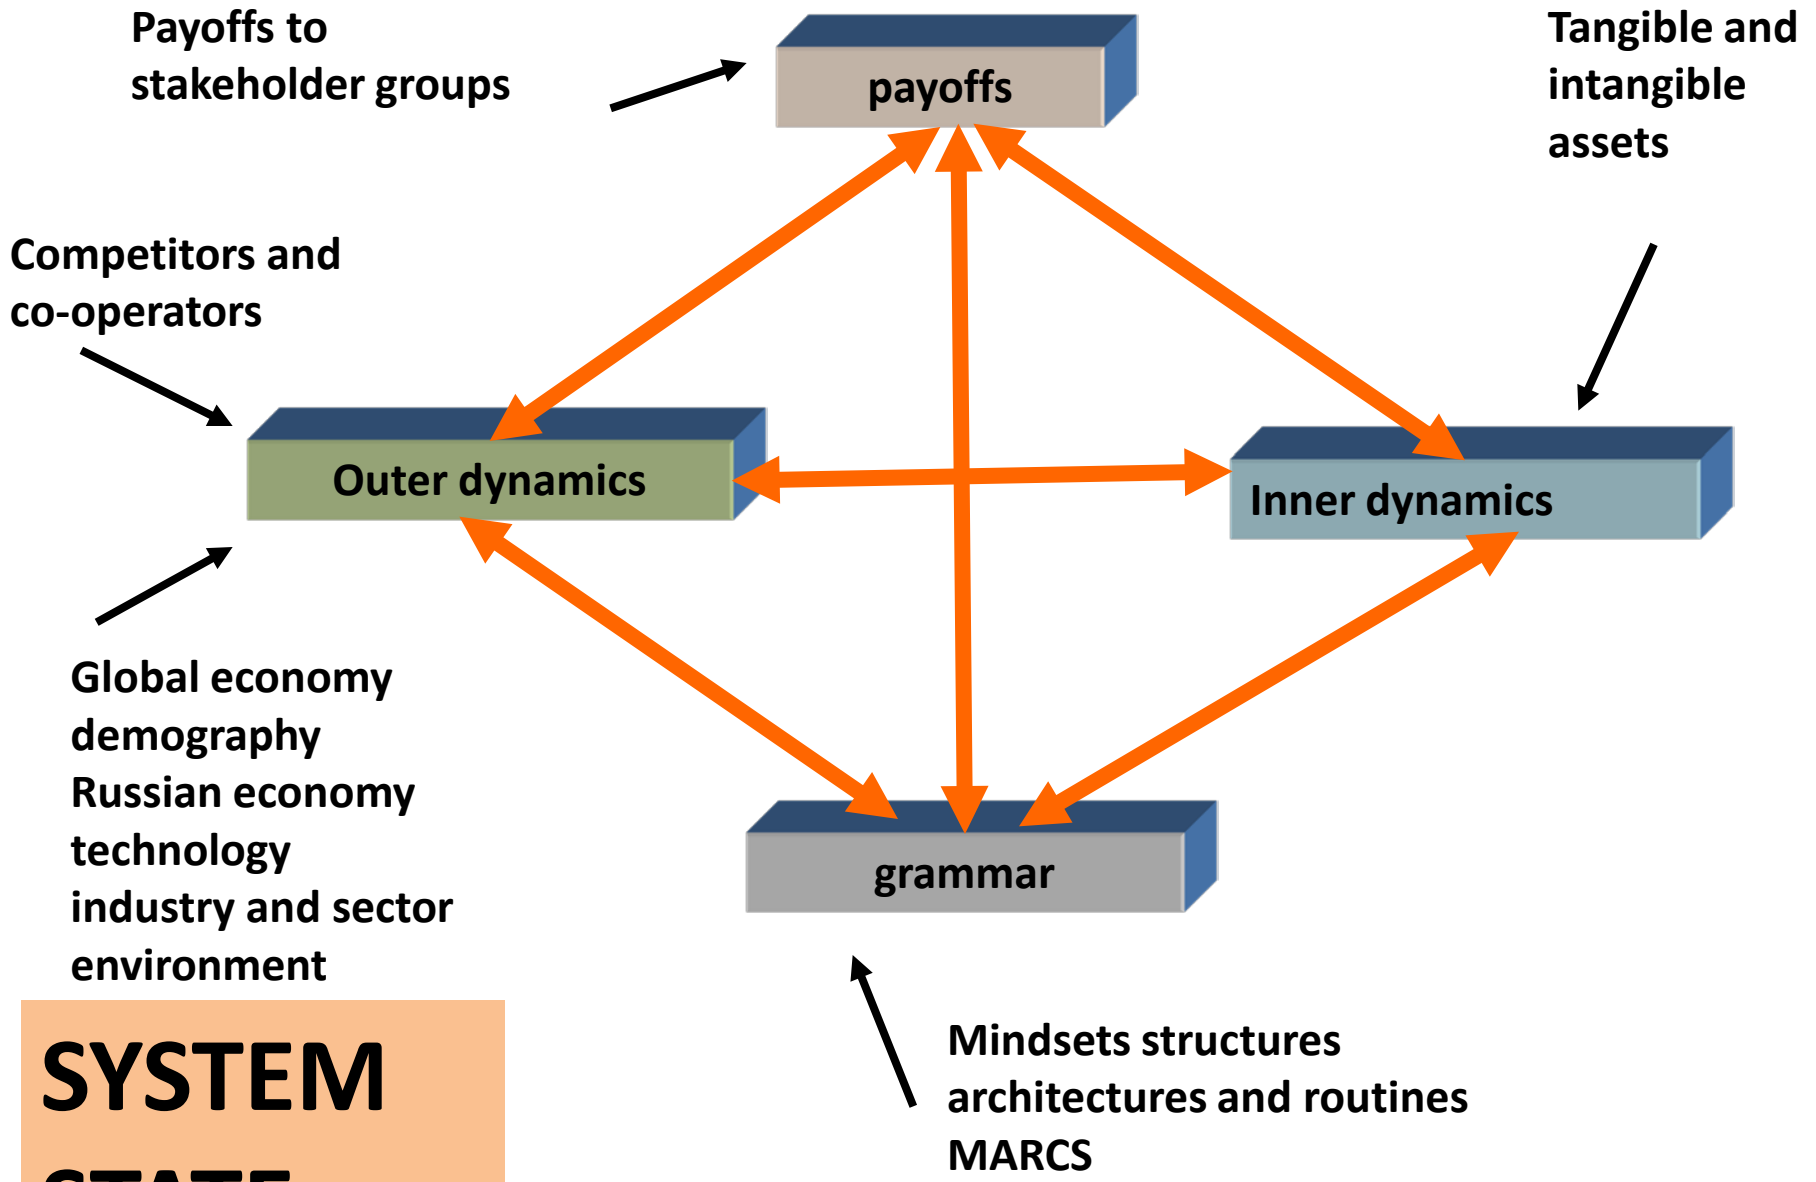 Payoffs to
stakeholder groups
payoffs
Tangible and
intangible
assets
Competitors and
co-operators
Outer dynamics
Inner dynamics
Global economy
demography
Russian economy
technology
industry and sector
environment
grammar
SYSTEM
STATE
Mindsets structures
architectures and routines
MARCS